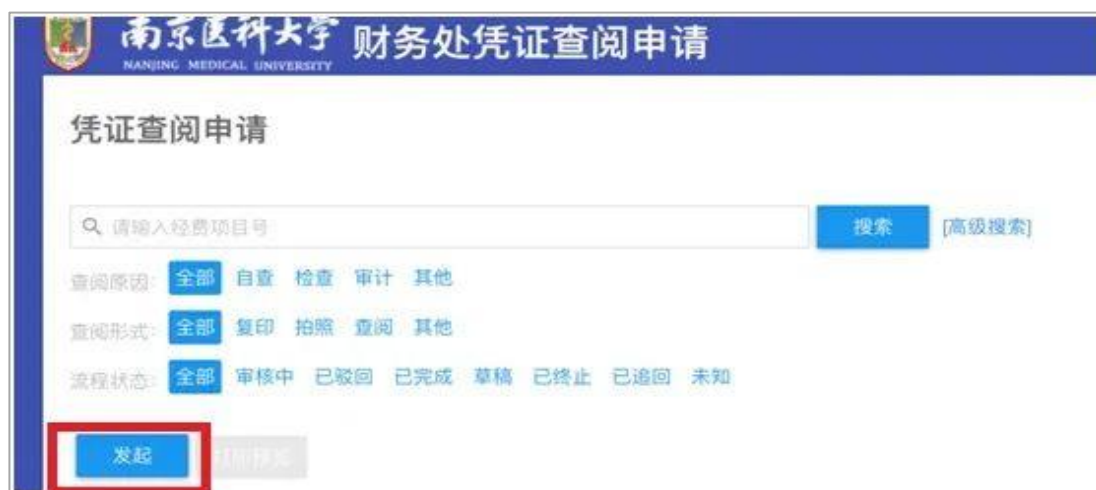 南京医科大学 财务处凭证查阅申请
NANJING MEDICAL UNIVERSITY
凭证查阅申请
请输入经费项目号 搜索 [高级搜索]
查阅原因: 全部 自查 检查 审计 其他
查阅形式: 全部 复印 拍照 查阅 其他
流程状态: 全部 审核中 已驳回 已完成 草稿 已终止 已追回 未知
发起